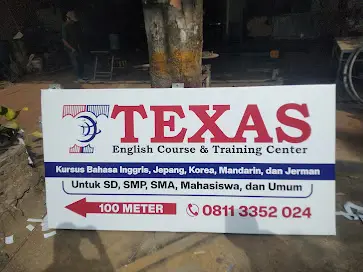 TEXAS
English Course & Training Center
Kursus Bahasa Inggris, Jepang, Korea, Mandarin, dan Jerman
Untuk SD, SMP, SMA, Mahasiswa, dan Umum
100 METER 0811 3352 024